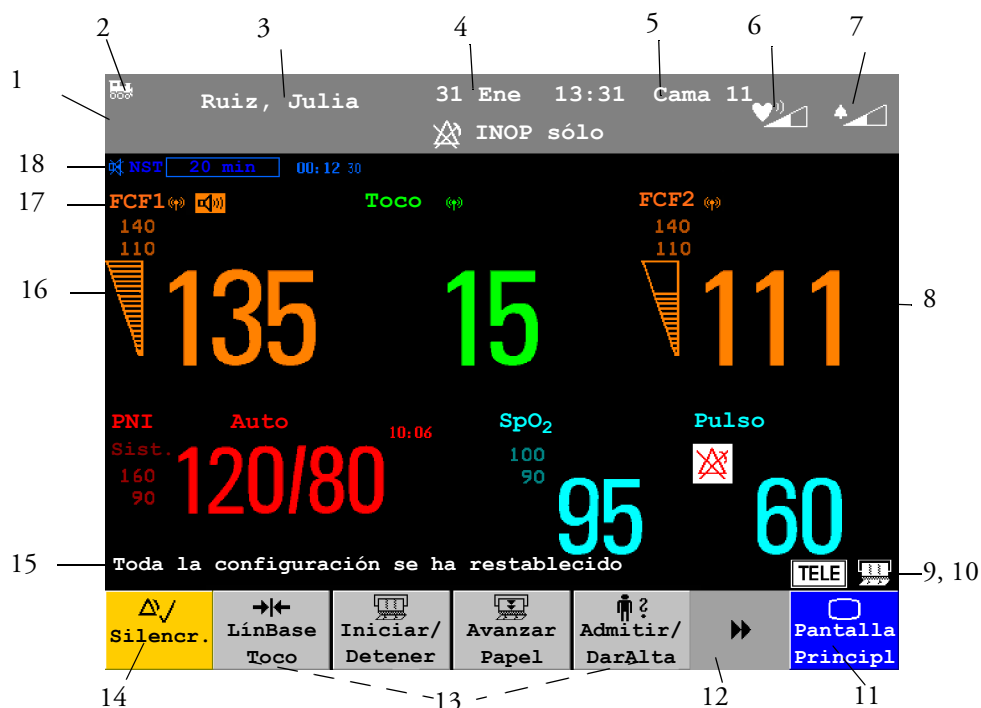 2 3 4 5 6 7
1
Ruiz, Julia 31 Ene 13:31 Cama 11
INOP sólo
18 NST 20 min 00:12 30
17 FCF1 Toco FCF2
140 140
110 110
16 135 15 111 8
PNI Auto 10:06 SpO2 Pulso
Sist. 100
160 90
90
120/80 95 60
15 Toda la configuración se ha restablecido TELE 9, 10
Silencr. LínBase Toco Iniciar/ Detener Avanzar Papel Admitir/ DarAlta Pantalla Principl
14 13 12 11